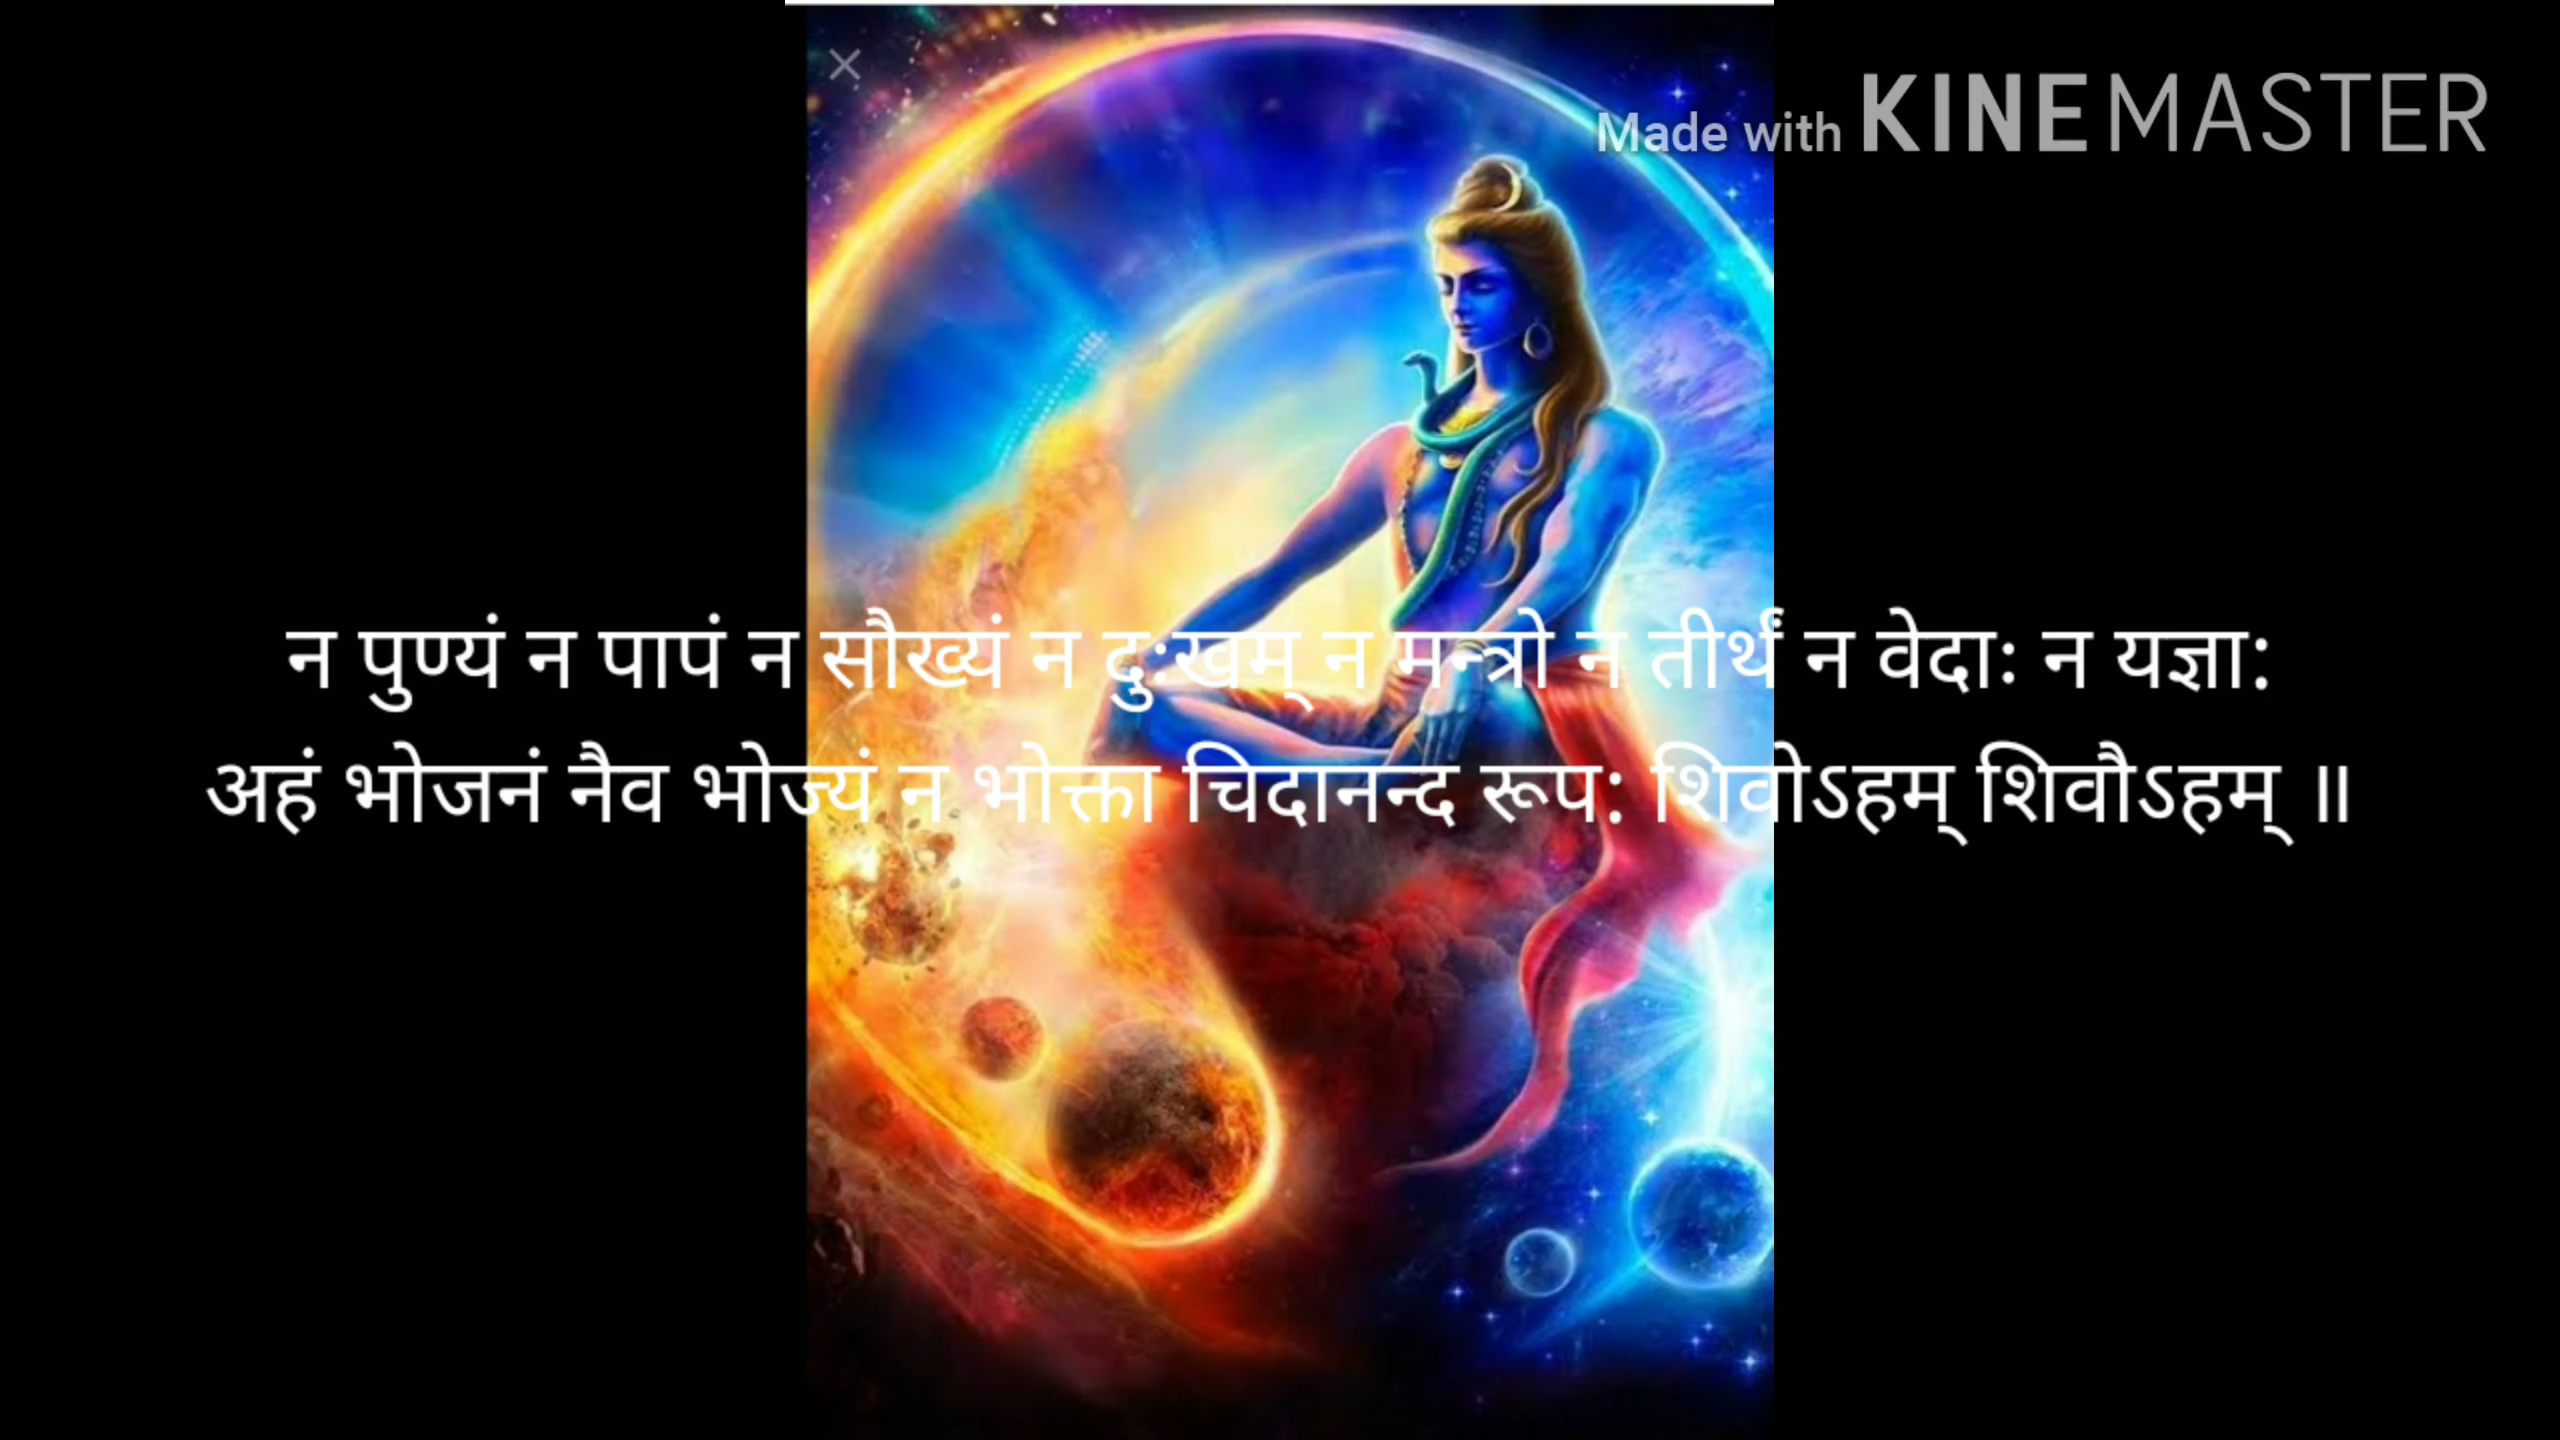 Made with KINEMASTER
न पुण्यं न पापं न सौख्यं न दुःखम् न मन्त्रो न तीर्थं न वेदाः न यज्ञा:
अहं भोजनं नैव भोज्यं न भोक्ता चिदानन्द रूप: शिवोऽहम् शिवौऽहम् ॥